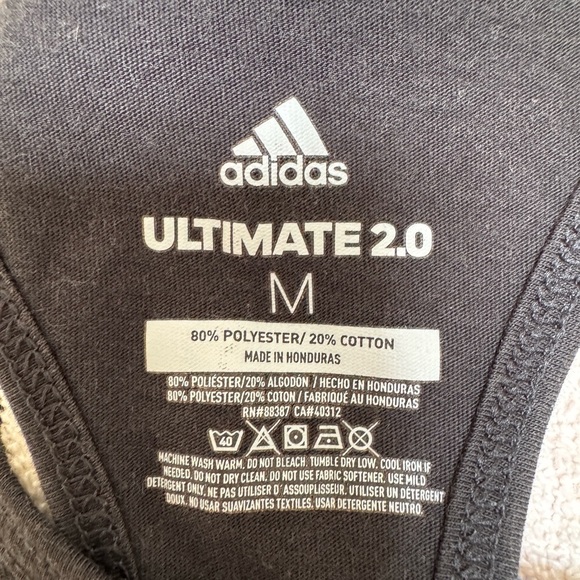 adidas
ULTIMATE 2.0
M
80% POLYESTER/ 20% COTTON
MADE IN HONDURAS
80% POLIÉSTER/20% ALGODON / HECHO EN HONDURAS
80% POLYESTER/20% COTON / FABRIQUÉ AU HONDURAS
RN#88387 CA#40312
40
MACHINE WASH WARM. DO NOT BLEACH. TUMBLE DRY LOW. COOL IRON IF
NEEDED. DO NOT DRY CLEAN. DO NOT USE FABRIC SOFTENER. USE MILD
DETERGENT ONLY. NE PAS UTILISER D'ASSOUPLISSEUR. UTILISER UN DÉTERGENT
DOUX. NO USAR SUAVIZANTES TEXTILES. USAR DETERGENTE NEUTRO.